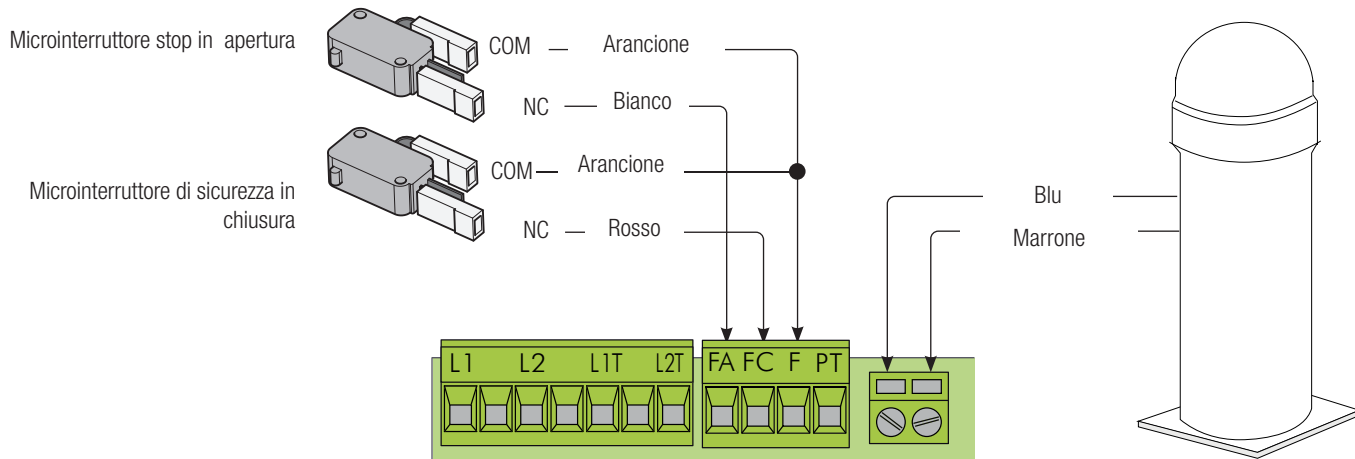 Microinterruttore stop in apertura
COM
Arancione
NC
Bianco
Microinterruttore di sicurezza in
chiusura
COM
Arancione
NC
Rosso
Blu
Marrone
L1 L2 L1T L2T
FA FC F PT